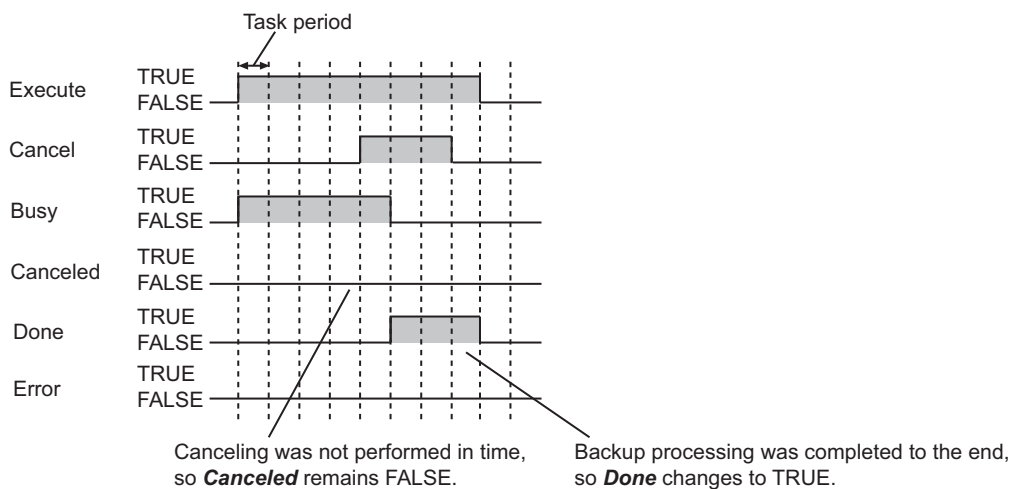 Task period
Execute
TRUE
FALSE
Cancel
TRUE
FALSE
Busy
TRUE
FALSE
Canceled
TRUE
FALSE
Done
TRUE
FALSE
Error
TRUE
FALSE
Canceling was not performed in time,
so Canceled remains FALSE.
Backup processing was completed to the end,
so Done changes to TRUE.